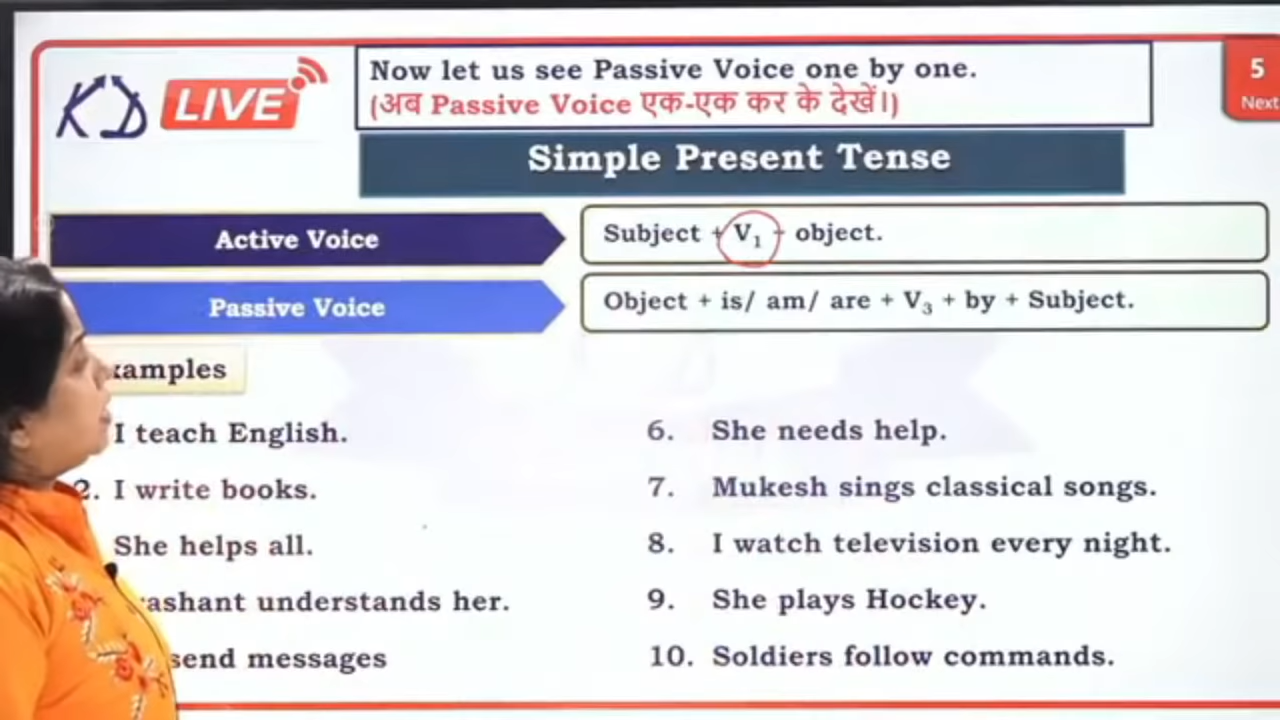 KD LIVE
Now let us see Passive Voice one by one.
(अब Passive Voice एक-एक कर के देखें।)
5
Next
Simple Present Tense
Active Voice
Subject + V₁ + object.
Passive Voice
Object + is/ am/ are + V₃ + by + Subject.
xamples
I teach English.
2. I write books.
She helps all.
ashant understands her.
send messages
6. She needs help.
7. Mukesh sings classical songs.
8. I watch television every night.
9. She plays Hockey.
10. Soldiers follow commands.